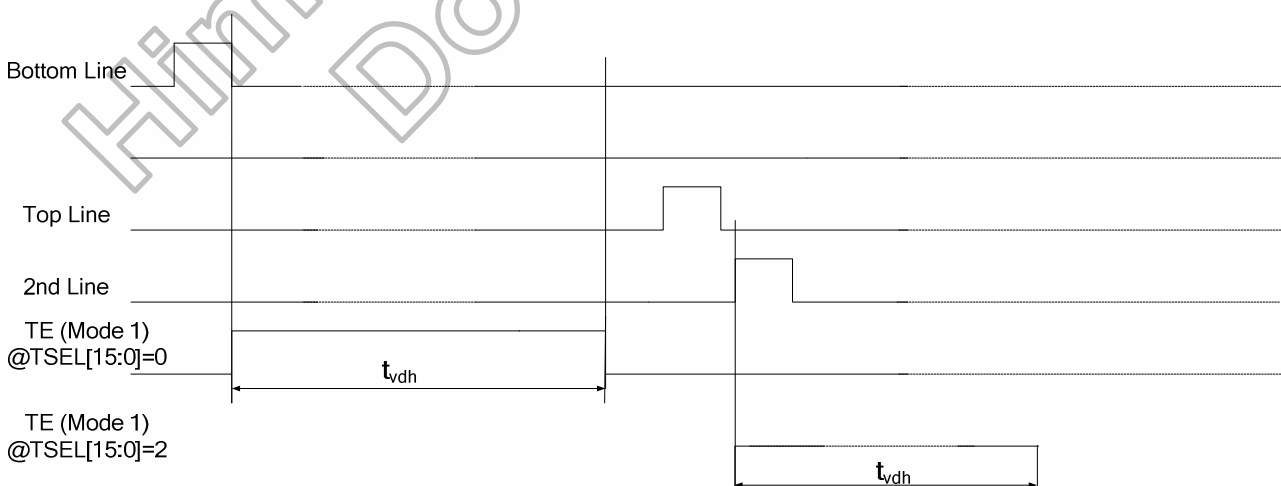 Bottom Line
Top Line
2nd Line
TE (Mode 1)
@TSEL[15:0]=0
tvdh
TE (Mode 1)
@TSEL[15:0]=2
tvdh